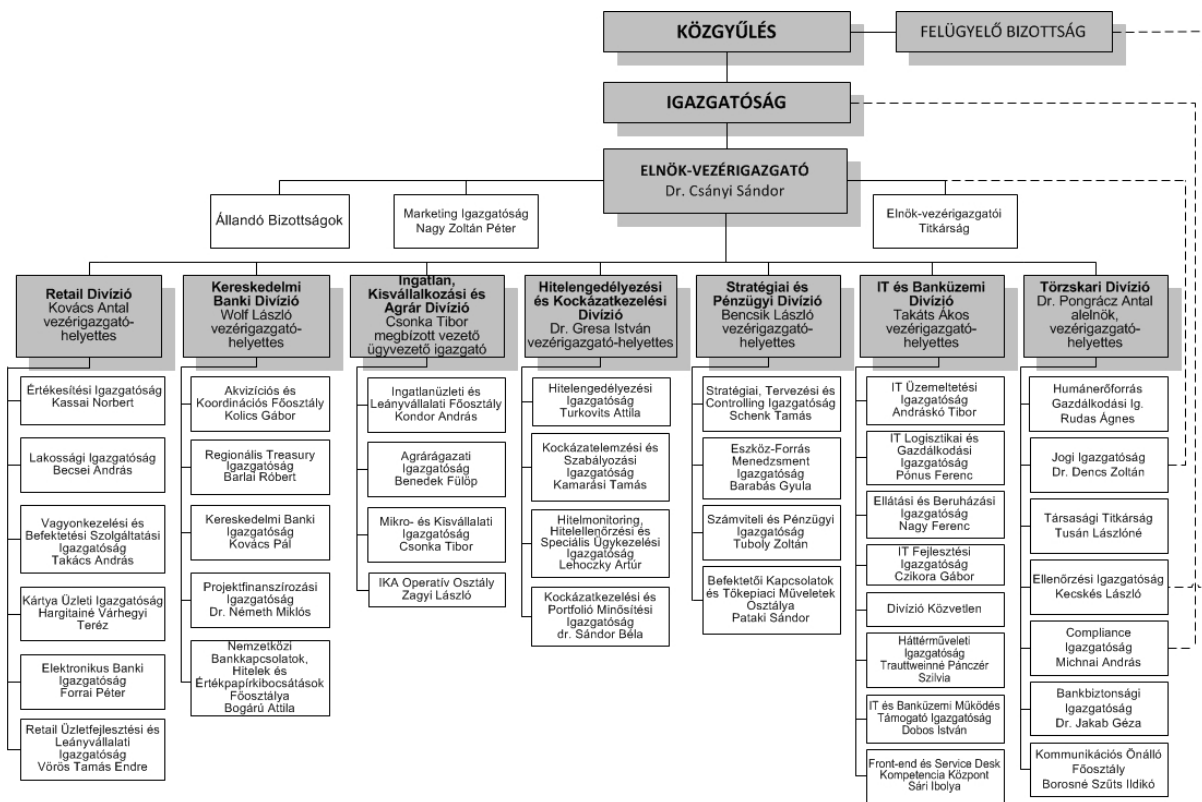 KÖZGYŰLÉS
FELÜGYELŐ BIZOTTSÁG
IGAZGATÓSÁG
ELNÖK-VEZÉRIGAZGATÓ
Dr. Csányi Sándor
Állandó Bizottságok
Marketing Igazgatóság
Nagy Zoltán Péter
Elnök-vezérigazgatói
Titkárság
Retail Divízió
Kovács Antal
vezérigazgató-
helyettes
Kereskedelmi
Banki Divízió
Wolf László
vezérigazgató-
helyettes
Ingatlan,
Kisvállalkozási és
Agrár Divízió
Csonka Tibor
megbízott vezető
ügyvezető igazgató
Hitelengedélyezési
és Kockázatkezelési
Divízió
Dr. Gresa István
vezérigazgató-helyettes
Stratégiai és
Pénzügyi Divízió
Bencsik László
vezérigazgató-
helyettes
IT és Banküzemi
Divízió
Takáts Ákos
vezérigazgató-
helyettes
Törzskari Divízió
Dr. Pongrácz Antal
alelnök,
vezérigazgató-
helyettes
Értékesítési Igazgatóság
Kassai Norbert
Lakossági Igazgatóság
Becsei András
Vagyonkezelési és
Befektetési Szolgáltatási
Igazgatóság
Takács András
Kártya Üzleti Igazgatóság
Hargitainé Várhegyi
Teréz
Elektronikus Banki
Igazgatóság
Forrai Péter
Retail Üzletfejlesztési és
Leányvállalati
Igazgatóság
Vörös Tamás Endre
Akvizíciós és
Koordinációs Főosztály
Kolics Gábor
Regionális Treasury
Igazgatóság
Barlai Róbert
Kereskedelmi Banki
Igazgatóság
Kovács Pál
Projektfinanszírozási
Igazgatóság
Dr. Németh Miklós
Nemzetközi
Bankkapcsolatok,
Hitelek és
Értékpapírkibocsátások
Főosztálya
Bogárú Attila
Ingatlanüzleti és
Leányvállalati Főosztály
Kondor András
Agrárágazati
Igazgatóság
Benedek Fülöp
Mikro- és Kisvállalati
Igazgatóság
Csonka Tibor
IKA Operatív Osztály
Zagyi László
Hitelengedélyezési
Igazgatóság
Turkovits Attila
Kockázatelemzési és
Szabályozási
Igazgatóság
Kamarási Tamás
Hitelmonitoring,
Hitelellenőrzési és
Speciális Ügykezelési
Igazgatóság
Lehoczky Artúr
Kockázatkezelési és
Portfolió Minősítési
Igazgatóság
dr. Sándor Béla
Stratégiai, Tervezési és
Controlling Igazgatóság
Schenk Tamás
Eszköz-Forrás
Menedzsment
Igazgatóság
Barabás Gyula
Számviteli és Pénzügyi
Igazgatóság
Tuboly Zoltán
Befektetői Kapcsolatok
és Tőkepiaci Műveletek
Osztálya
Pataki Sándor
IT Üzemeltetési
Igazgatóság
Andráskó Tibor
IT Logisztikai és
Gazdálkodási
Igazgatóság
Pónus Ferenc
Ellátási és Beruházási
Igazgatóság
Nagy Ferenc
IT Fejlesztési
Igazgatóság
Czikora Gábor
Divízió Közvetlen
Háttérműveleti
Igazgatóság
Trauttweinné Pánczér
Szilvia
IT és Banküzemi Működés
Támogató Igazgatóság
Dobos István
Front-end és Service Desk
Kompetencia Központ
Sári Ibolya
Humánerőforrás
Gazdálkodási Ig.
Rudas Ágnes
Jogi Igazgatóság
Dr. Dencs Zoltán
Társasági Titkárság
Tusán Lászlóné
Ellenőrzési Igazgatóság
Kecskés László
Compliance
Igazgatóság
Michnai András
Bankbiztonsági
Igazgatóság
Dr. Jakab Géza
Kommunikációs Önálló
Főosztály
Borosné Szűts Ildikó